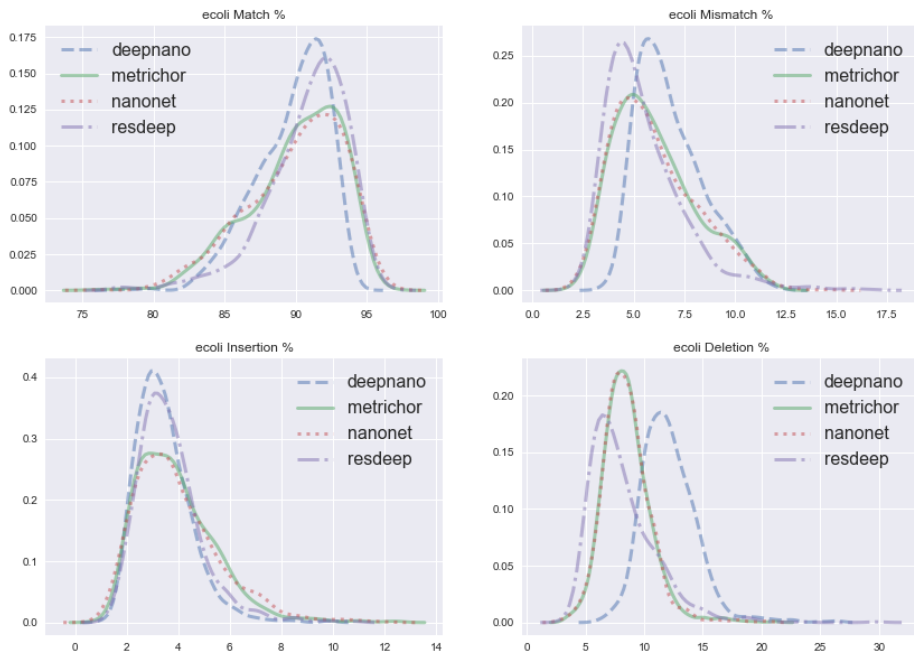 ecoli Match %
0.175
0.150
0.125
0.100
0.075
0.050
0.025
0.000
deepnano
metrichor
nanonet
resdeep
75 80 85 90 95 100
ecoli Mismatch %
0.25
0.20
0.15
0.10
0.05
0.00
deepnano
metrichor
nanonet
resdeep
0.0 2.5 5.0 7.5 10.0 12.5 15.0 17.5
ecoli Insertion %
0.4
0.3
0.2
0.1
0.0
deepnano
metrichor
nanonet
resdeep
0 2 4 6 8 10 12 14
ecoli Deletion %
0.20
0.15
0.10
0.05
0.00
deepnano
metrichor
nanonet
resdeep
0 5 10 15 20 25 30